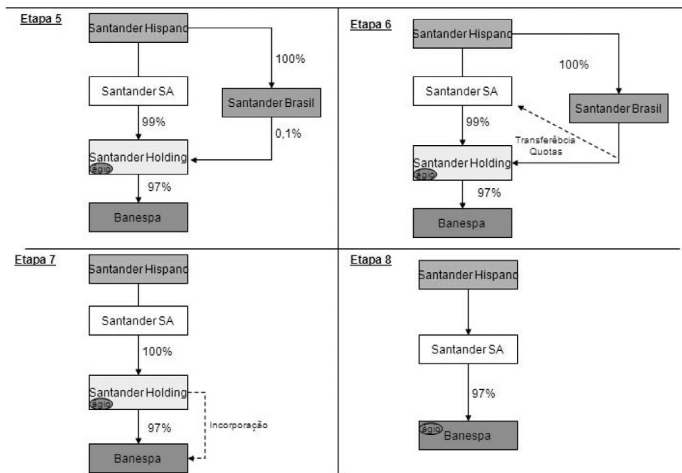 Etapa 5
Santander Hispano
100%
Santander SA
Santander Brasil
99%
0,1%
Santander Holding
ágio
97%
Banespa
Etapa 6
Santander Hispano
100%
Santander SA
Santander Brasil
99%
Transferêbcia
Quotas
Santander Holding
ágio
97%
Banespa
Etapa 7
Santander Hispano
Santander SA
100%
Santander Holding
ágio
97%
Incorporação
Banespa
Etapa 8
Santander Hispano
Santander SA
97%
ágio
Banespa